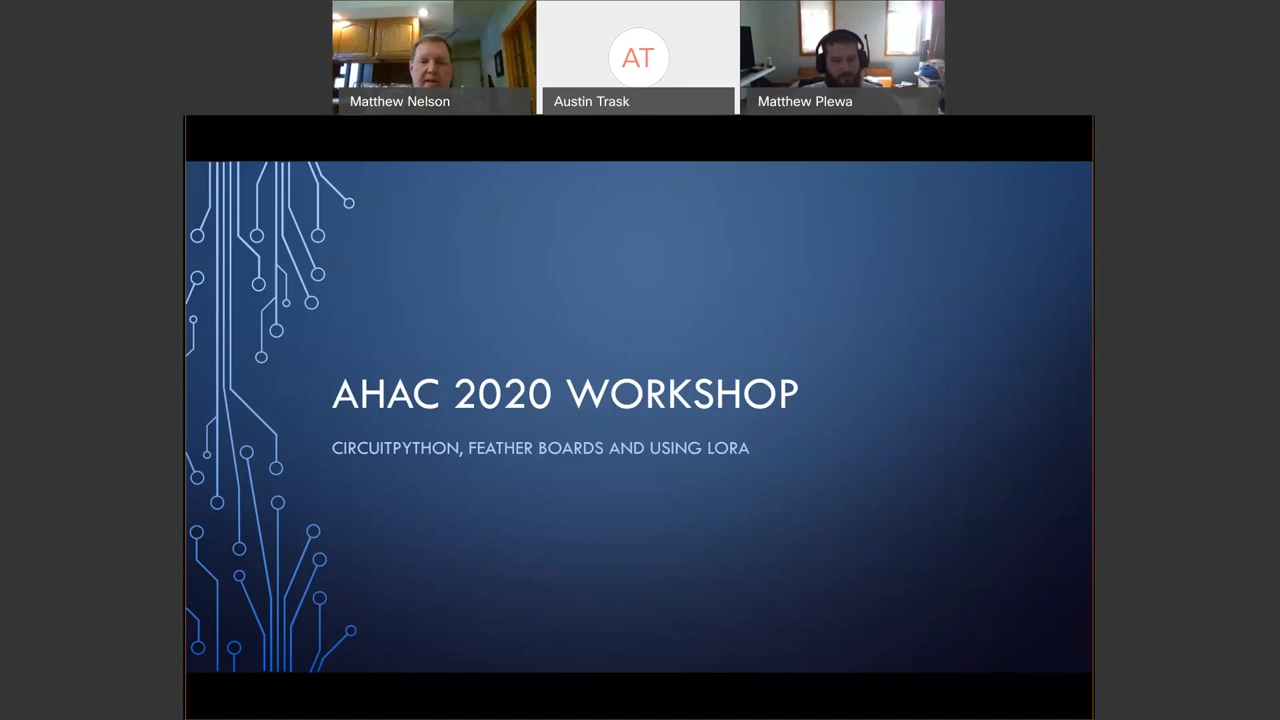 AT
Matthew Nelson
Austin Trask
Matthew Plewa
AHAC 2020 WORKSHOP
CIRCUITPYTHON, FEATHER BOARDS AND USING LORA